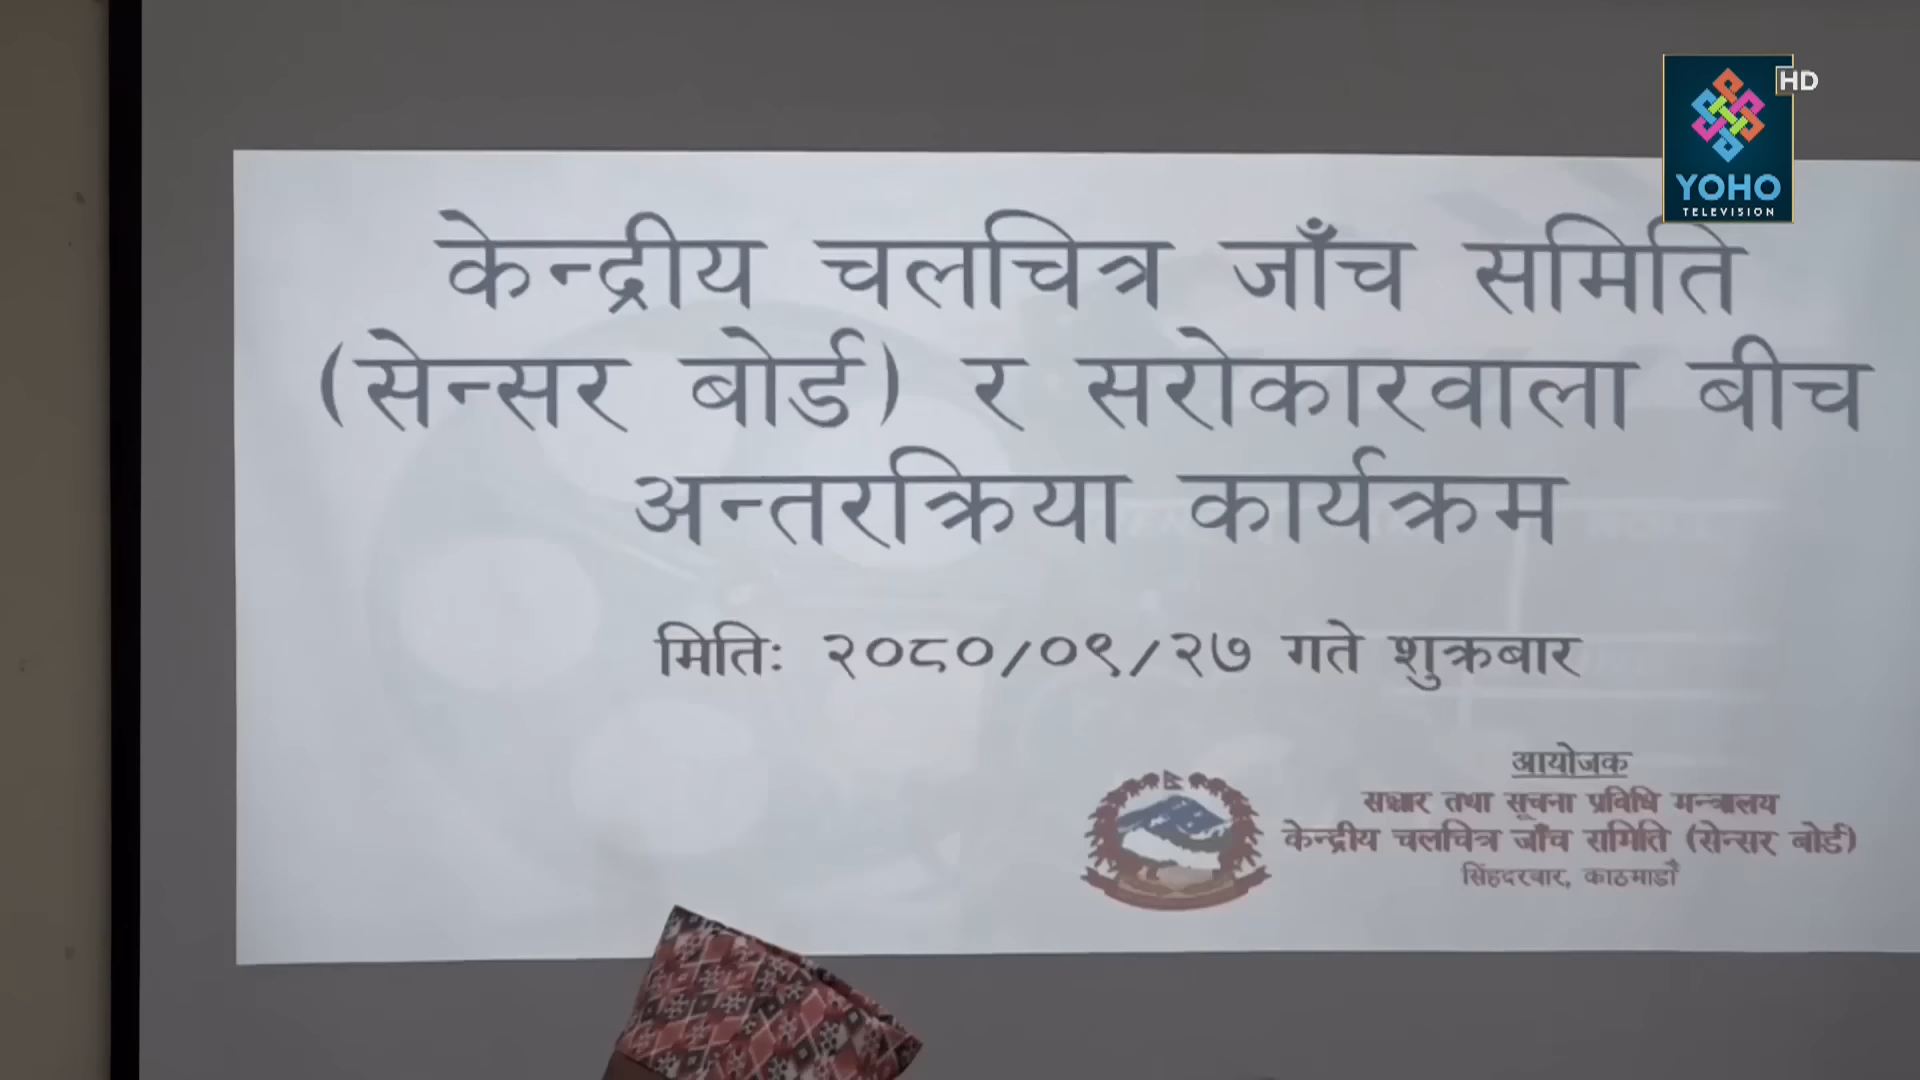 HD
YOHO
TELEVISION
केन्द्रीय चलचित्र जाँच समिति
(सेन्सर बोर्ड) र सरोकारवाला बीच
अन्तरक्रिया कार्यक्रम
मितिः २०८०/०९/२७ गते शुक्रबार
आयोजक
सञ्चार तथा सूचना प्रविधि मन्त्रालय
केन्द्रीय चलचित्र जाँच समिति (सेन्सर बोर्ड)
सिंहदरबार, काठमाडौँ